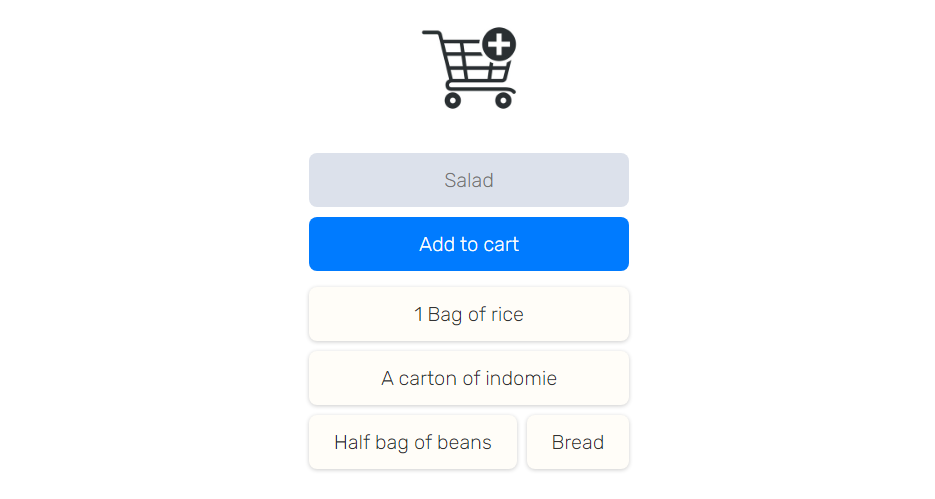 Salad
Add to cart
1 Bag of rice
A carton of indomie
Half bag of beans
Bread